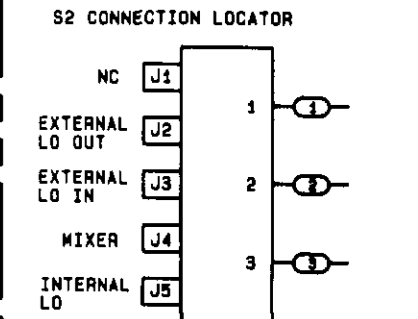 S2 CONNECTION LOCATOR
NC J1
1 1
EXTERNAL
LO OUT J2
EXTERNAL
LO IN J3
2 2
MIXER J4
3 3
INTERNAL
LO J5